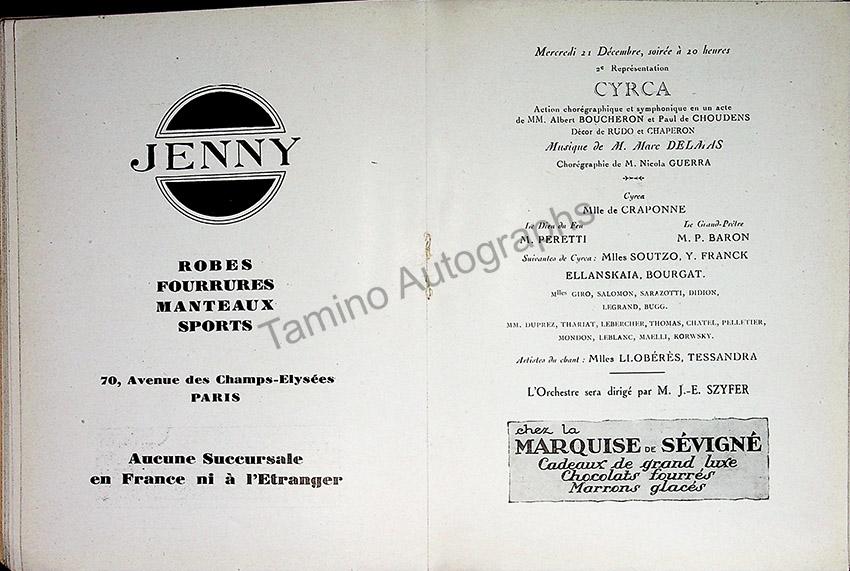 JENNY
ROBES
FOURRURES
MANTEAUX
SPORTS
70, Avenue des Champs-Elysées
PARIS
Aucune Succursale
en France ni à l'Etranger
Mercredi 21 Décembre, soirée à 20 heures
2e Représentation
CYRCA
Action chorégraphique et symphonique en un acte
de MM. Albert BOUCHERON et Paul de CHOUDENS
Décor de RUDO et CHAPERON
Musique de M. Marc DELMAS
Chorégraphie de M. Nicola GUERRA
Cyrca
Mlle de CRAPONNE
Le Dieu du Feu Le Grand-Prêtre
M. PERETTI M. P. BARON
Suivantes de Cyrca : Mlles SOUTZO, Y. FRANCK
ELLANSKAIA, BOURGAT.
Mlles GIRO, SALOMON, SARAZOTTI, DIDION,
LEGRAND, BUGG.
MM. DUPREZ, THARIAT, LEBERCHER, THOMAS, CHATEL, PELLETIER,
MONDON, LEBLANC, MAELLI, KORWSKY.
Artistes du chant : Mlles LLOBÉRÈS, TESSANDRA
L'Orchestre sera dirigé par M. J.-E. SZYFER
chez la
MARQUISE DE SÉVIGNÉ
Cadeaux de grand luxe
Chocolats fourrés
Marrons glacés
Tamino Autographs